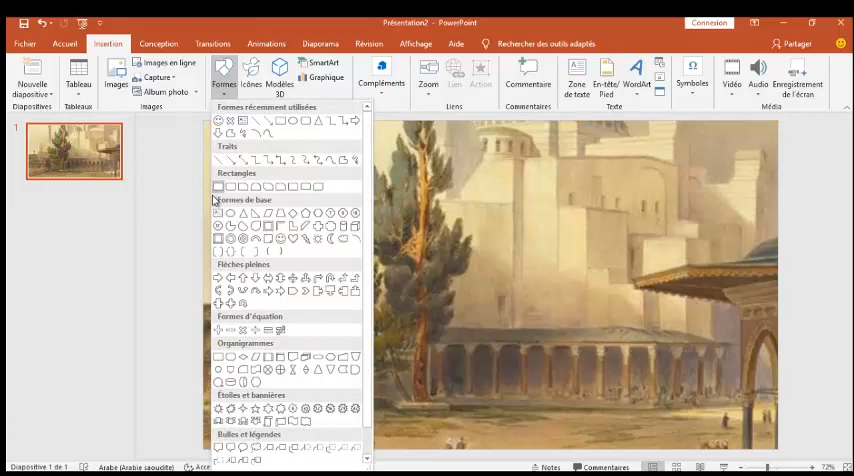 Présentation2 - PowerPoint
Connexion
Fichier Accueil Insertion Conception Transitions Animations Diaporama Révision Affichage Aide Rechercher des outils adaptés Partager
Nouvelle diapositive
Diapositives
Tableau
Tableaux
Images
Images en ligne
Capture
Album photo
Images
Formes
Icônes
Modèles 3D
SmartArt
Graphique
Compléments
Zoom
Lien
Action
Liens
Commentaire
Commentaires
Zone de texte
En-tête/Pied
WordArt
Texte
Symboles
Vidéo
Audio
Enregistrement de l'écran
Média
1
Formes récemment utilisées
Traits
Rectangles
Formes de base
Flèches pleines
Formes d'équation
Organigrammes
Étoiles et bannières
Bulles et légendes
Diapositive 1 de 1 Arabe (Arabie saoudite) Notes Commentaires 72%